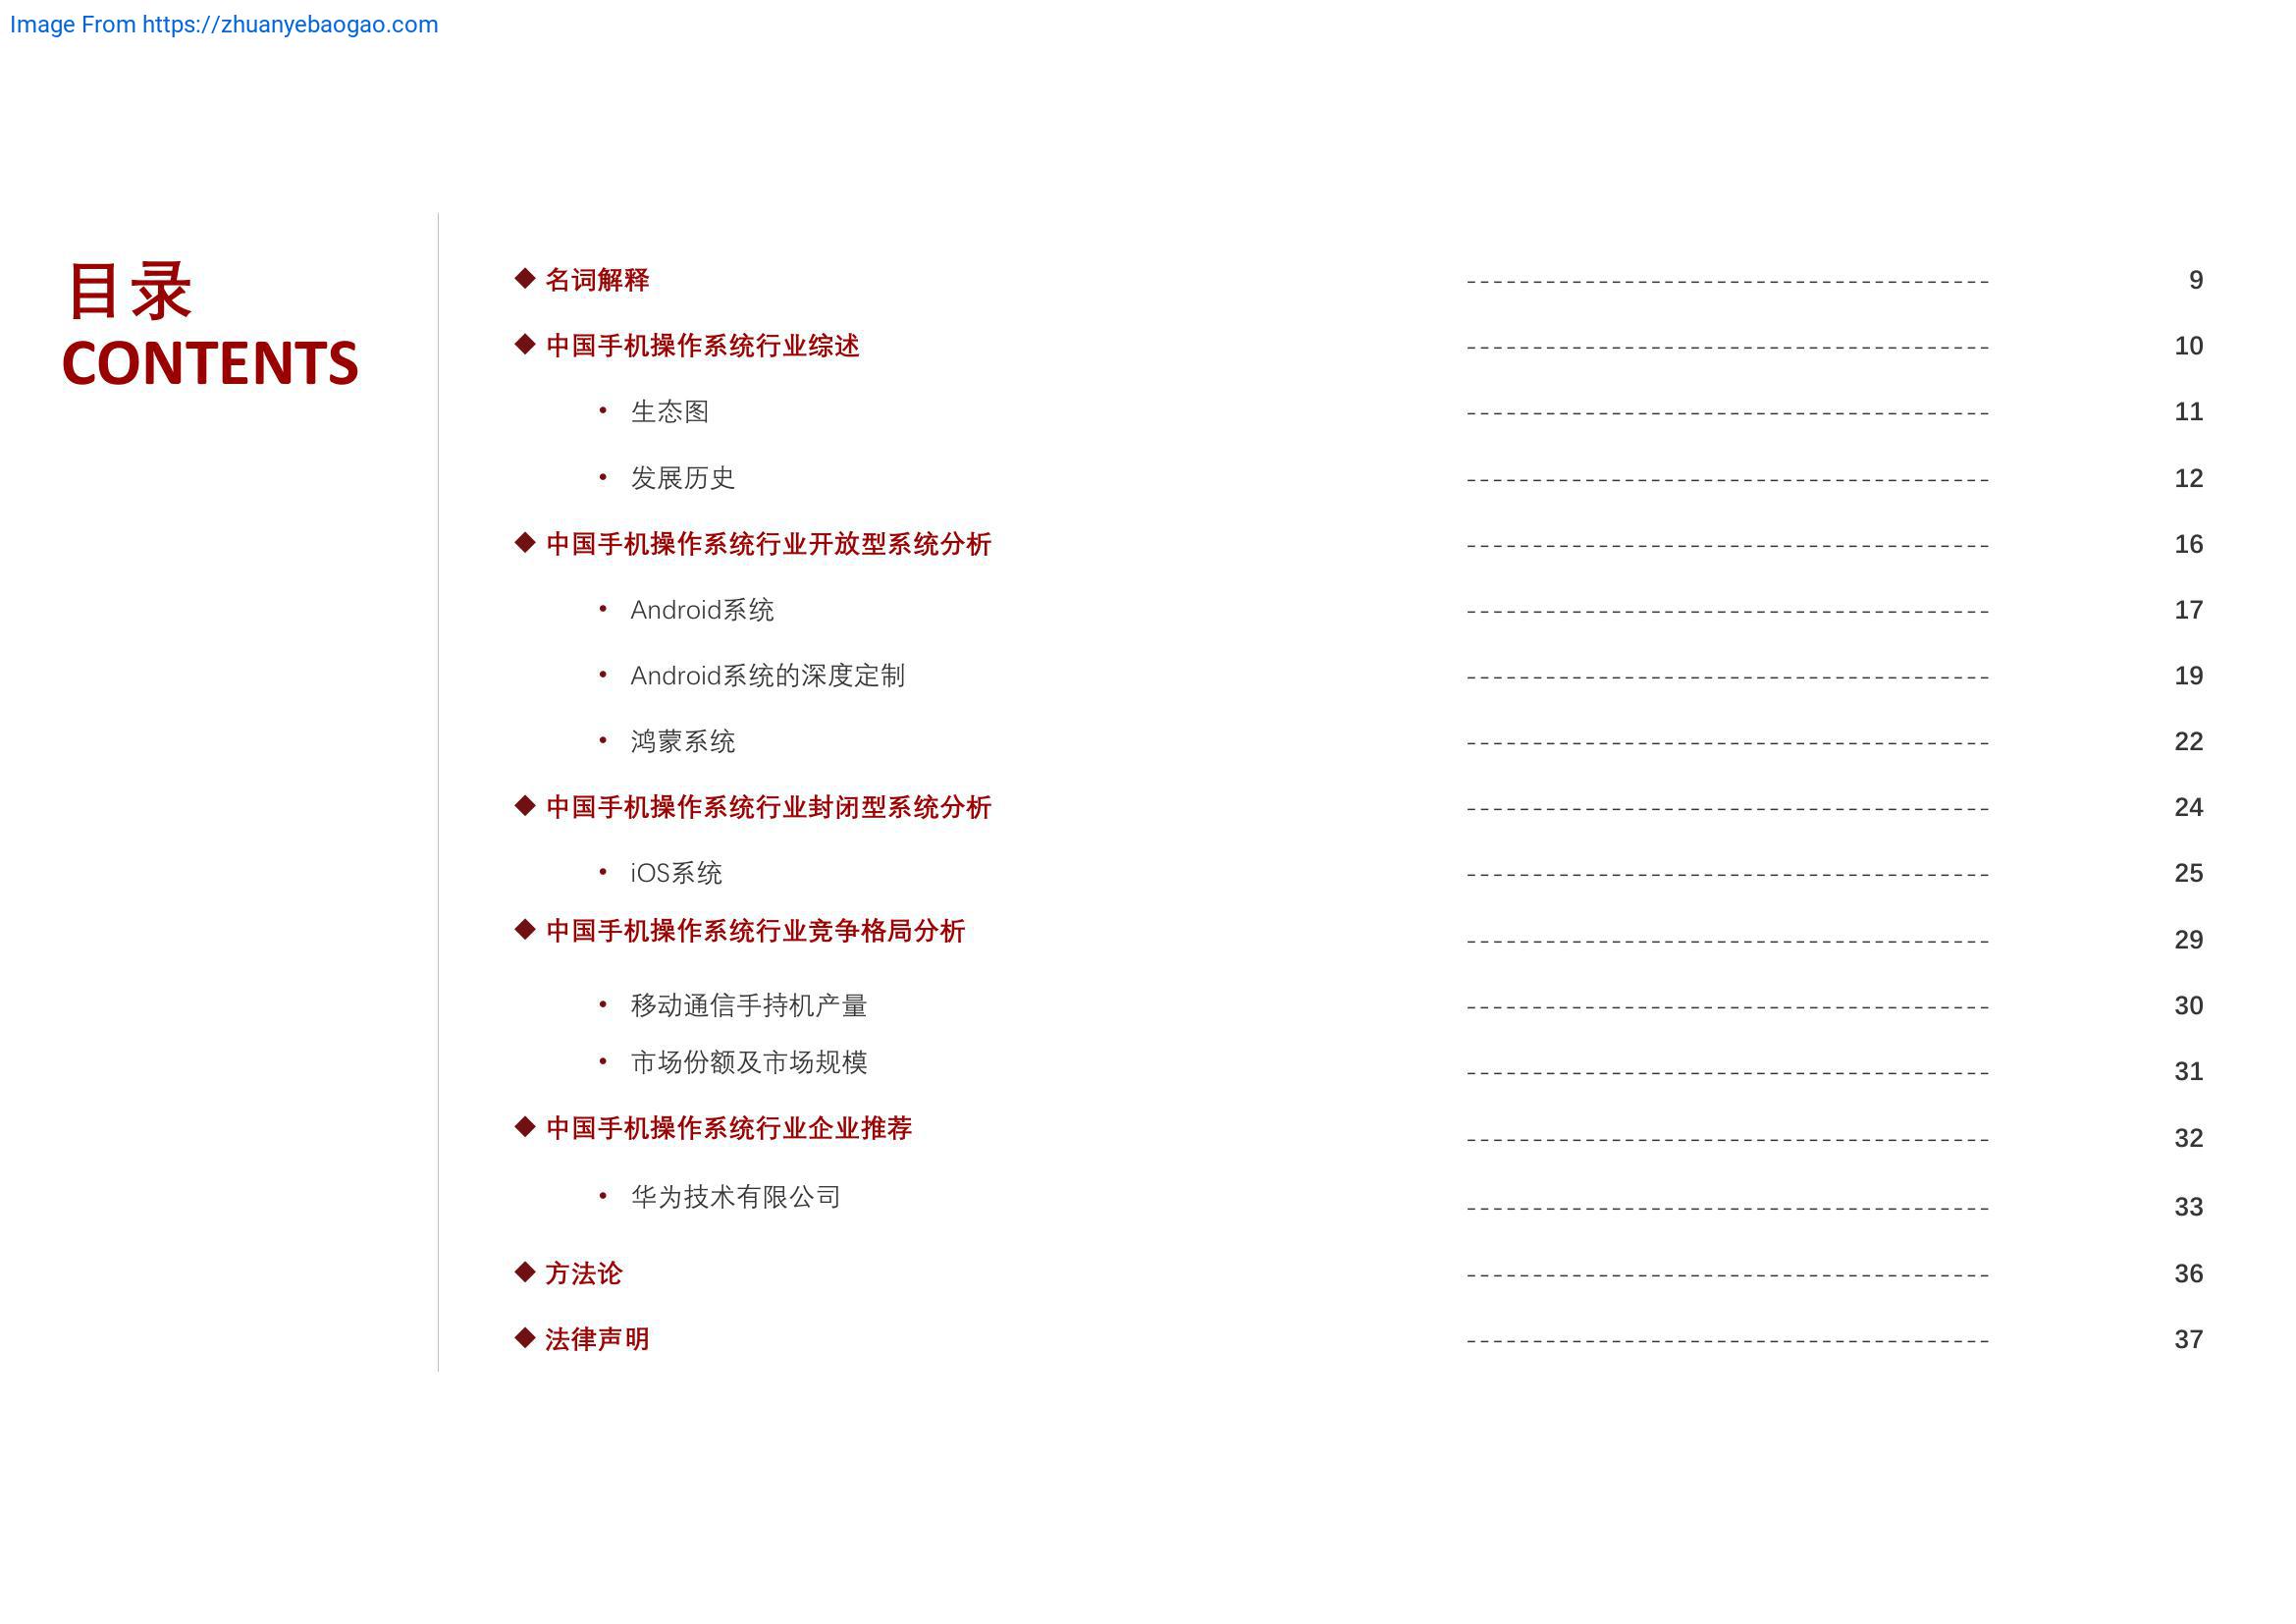 Image From https://zhuanyebaogao.com
目录
CONTENTS
◆ 名词解释 ---------------------------------------- 9
◆ 中国手机操作系统行业综述 ---------------------------------------- 10
• 生态图 ---------------------------------------- 11
• 发展历史 ---------------------------------------- 12
◆ 中国手机操作系统行业开放型系统分析 ---------------------------------------- 16
• Android系统 ---------------------------------------- 17
• Android系统的深度定制 ---------------------------------------- 19
• 鸿蒙系统 ---------------------------------------- 22
◆ 中国手机操作系统行业封闭型系统分析 ---------------------------------------- 24
• iOS系统 ---------------------------------------- 25
◆ 中国手机操作系统行业竞争格局分析 ---------------------------------------- 29
• 移动通信手持机产量 ---------------------------------------- 30
• 市场份额及市场规模 ---------------------------------------- 31
◆ 中国手机操作系统行业企业推荐 ---------------------------------------- 32
• 华为技术有限公司 ---------------------------------------- 33
◆ 方法论 ---------------------------------------- 36
◆ 法律声明 ---------------------------------------- 37